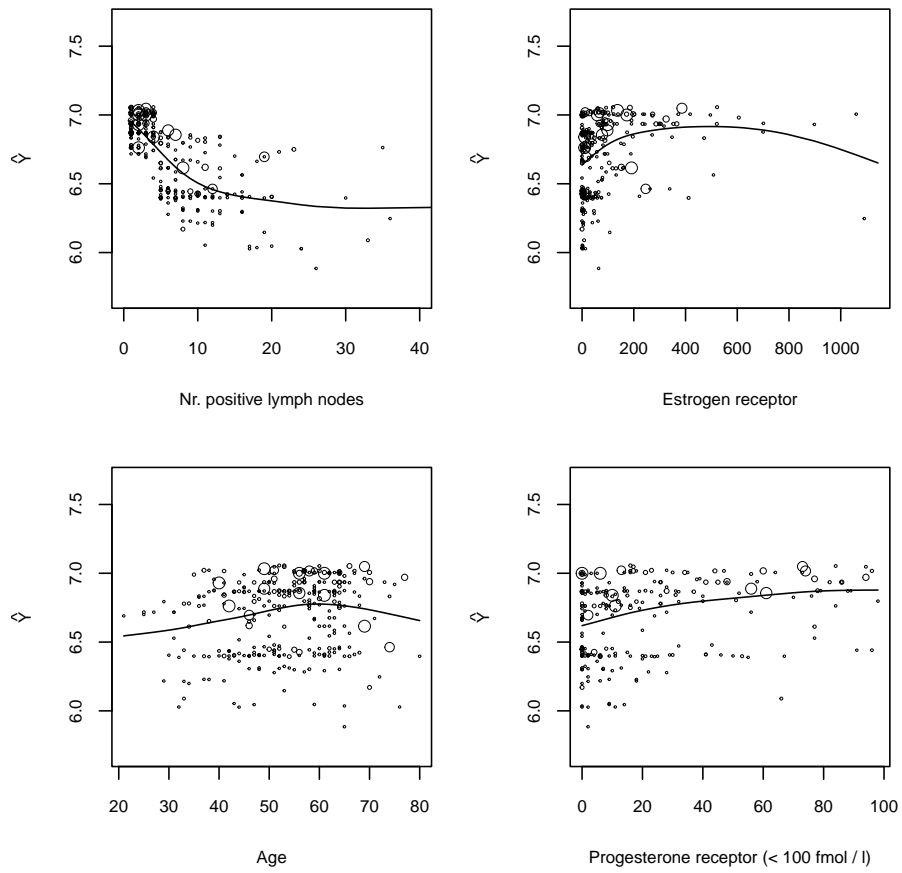 7.5
7.0
6.5
6.0
Ŷ
0 10 20 30 40
Nr. positive lymph nodes
7.5
7.0
6.5
6.0
Ŷ
0 200 400 600 800 1000
Estrogen receptor
7.5
7.0
6.5
6.0
Ŷ
20 30 40 50 60 70 80
Age
7.5
7.0
6.5
6.0
Ŷ
0 20 40 60 80 100
Progesterone receptor (< 100 fmol / l)